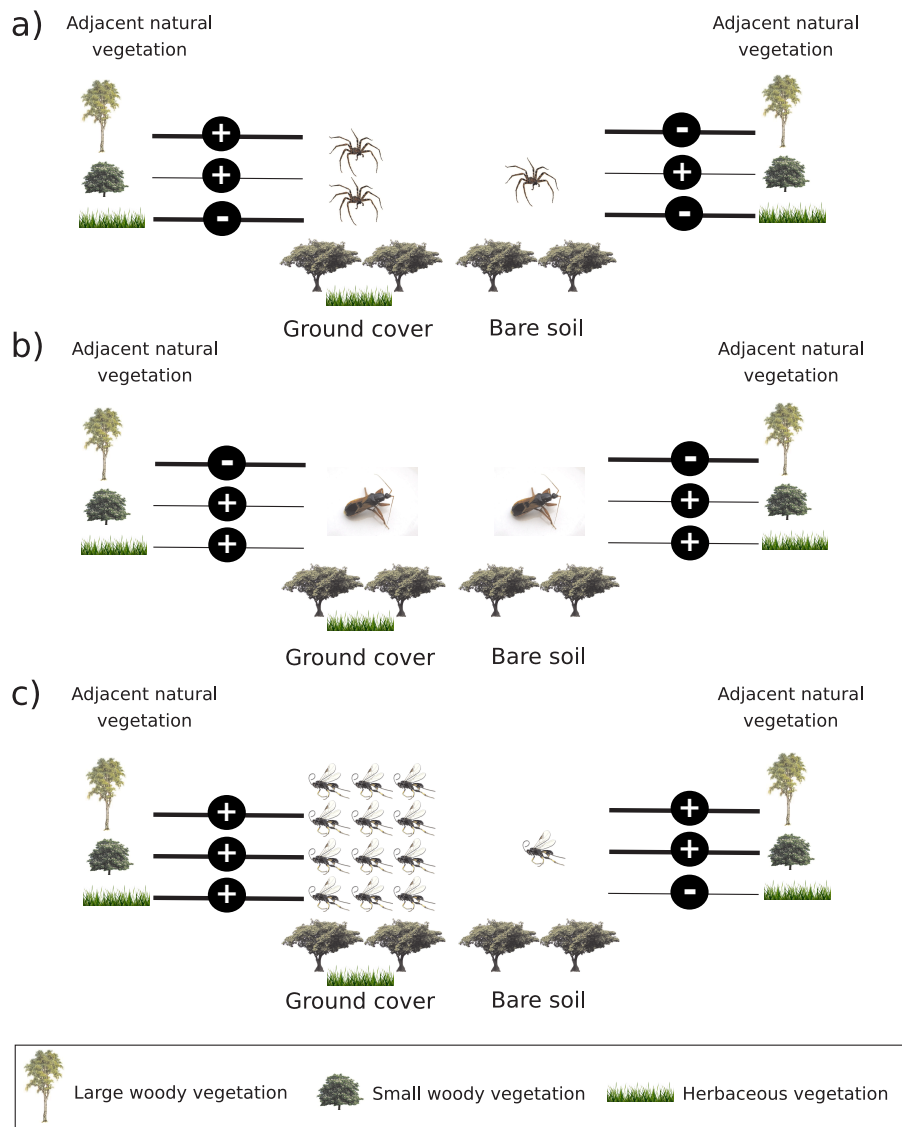 a)
Adjacent natural
vegetation
Adjacent natural
vegetation
+
+
-
-
+
-
Ground cover
Bare soil
b)
Adjacent natural
vegetation
Adjacent natural
vegetation
-
+
+
-
+
+
Ground cover
Bare soil
c)
Adjacent natural
vegetation
Adjacent natural
vegetation
+
+
+
+
+
-
Ground cover
Bare soil
Large woody vegetation
Small woody vegetation
Herbaceous vegetation